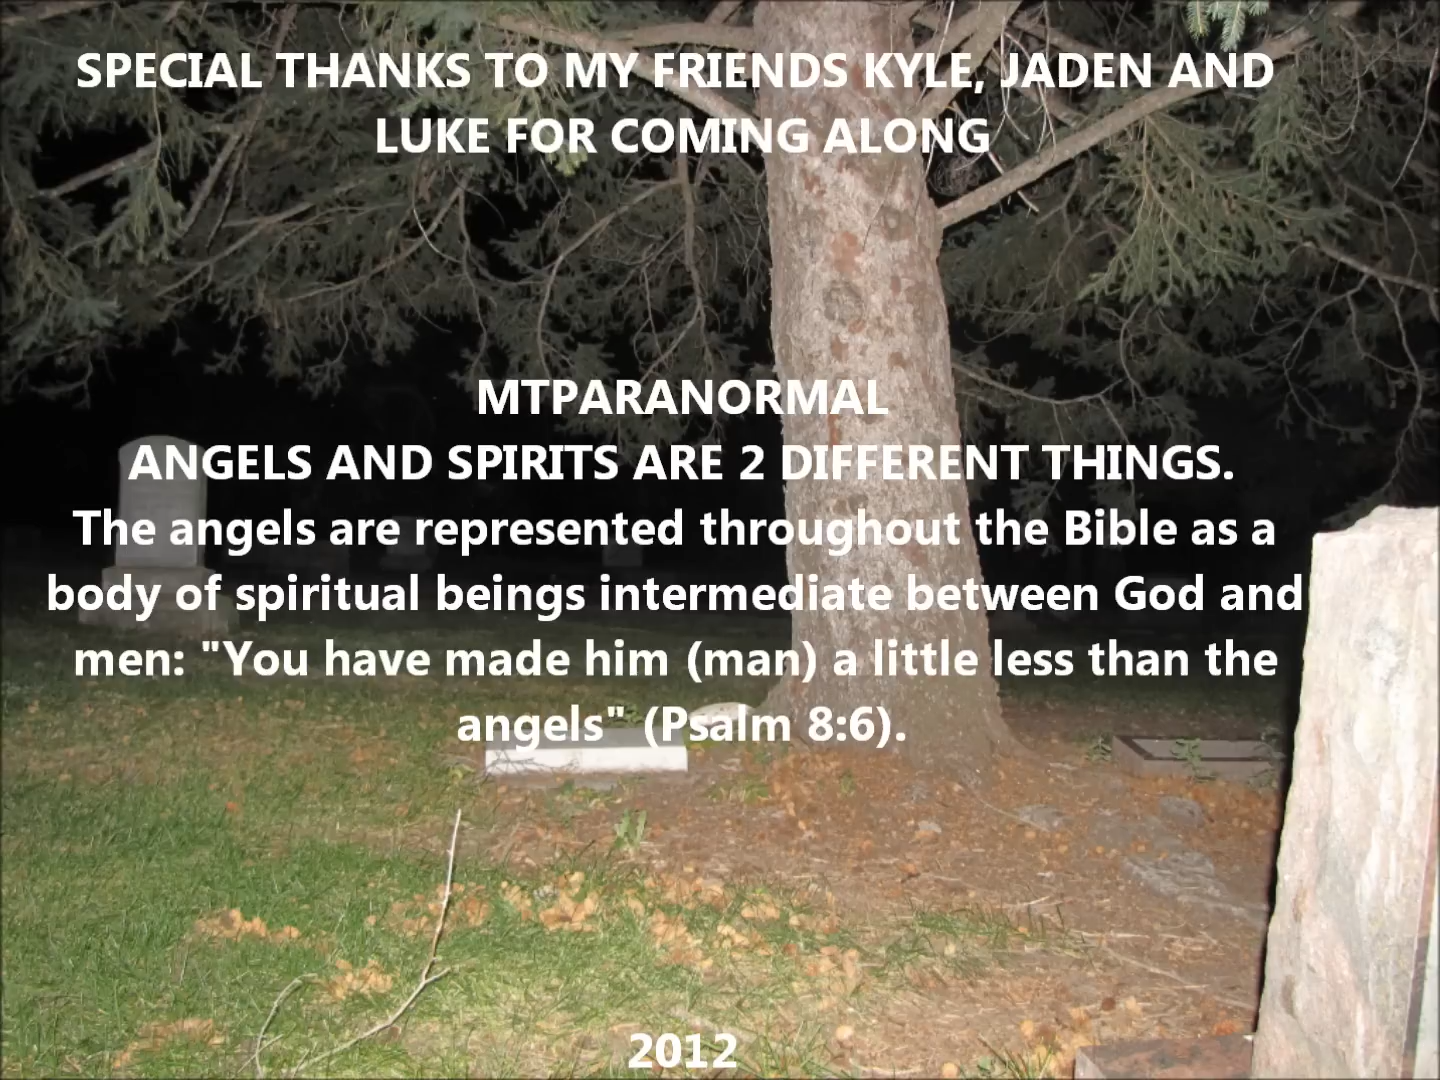 SPECIAL THANKS TO MY FRIENDS KYLE, JADEN AND
LUKE FOR COMING ALONG
MTPARANORMAL
ANGELS AND SPIRITS ARE 2 DIFFERENT THINGS.
The angels are represented throughout the Bible as a
body of spiritual beings intermediate between God and
men: "You have made him (man) a little less than the
angels" (Psalm 8:6).
2012